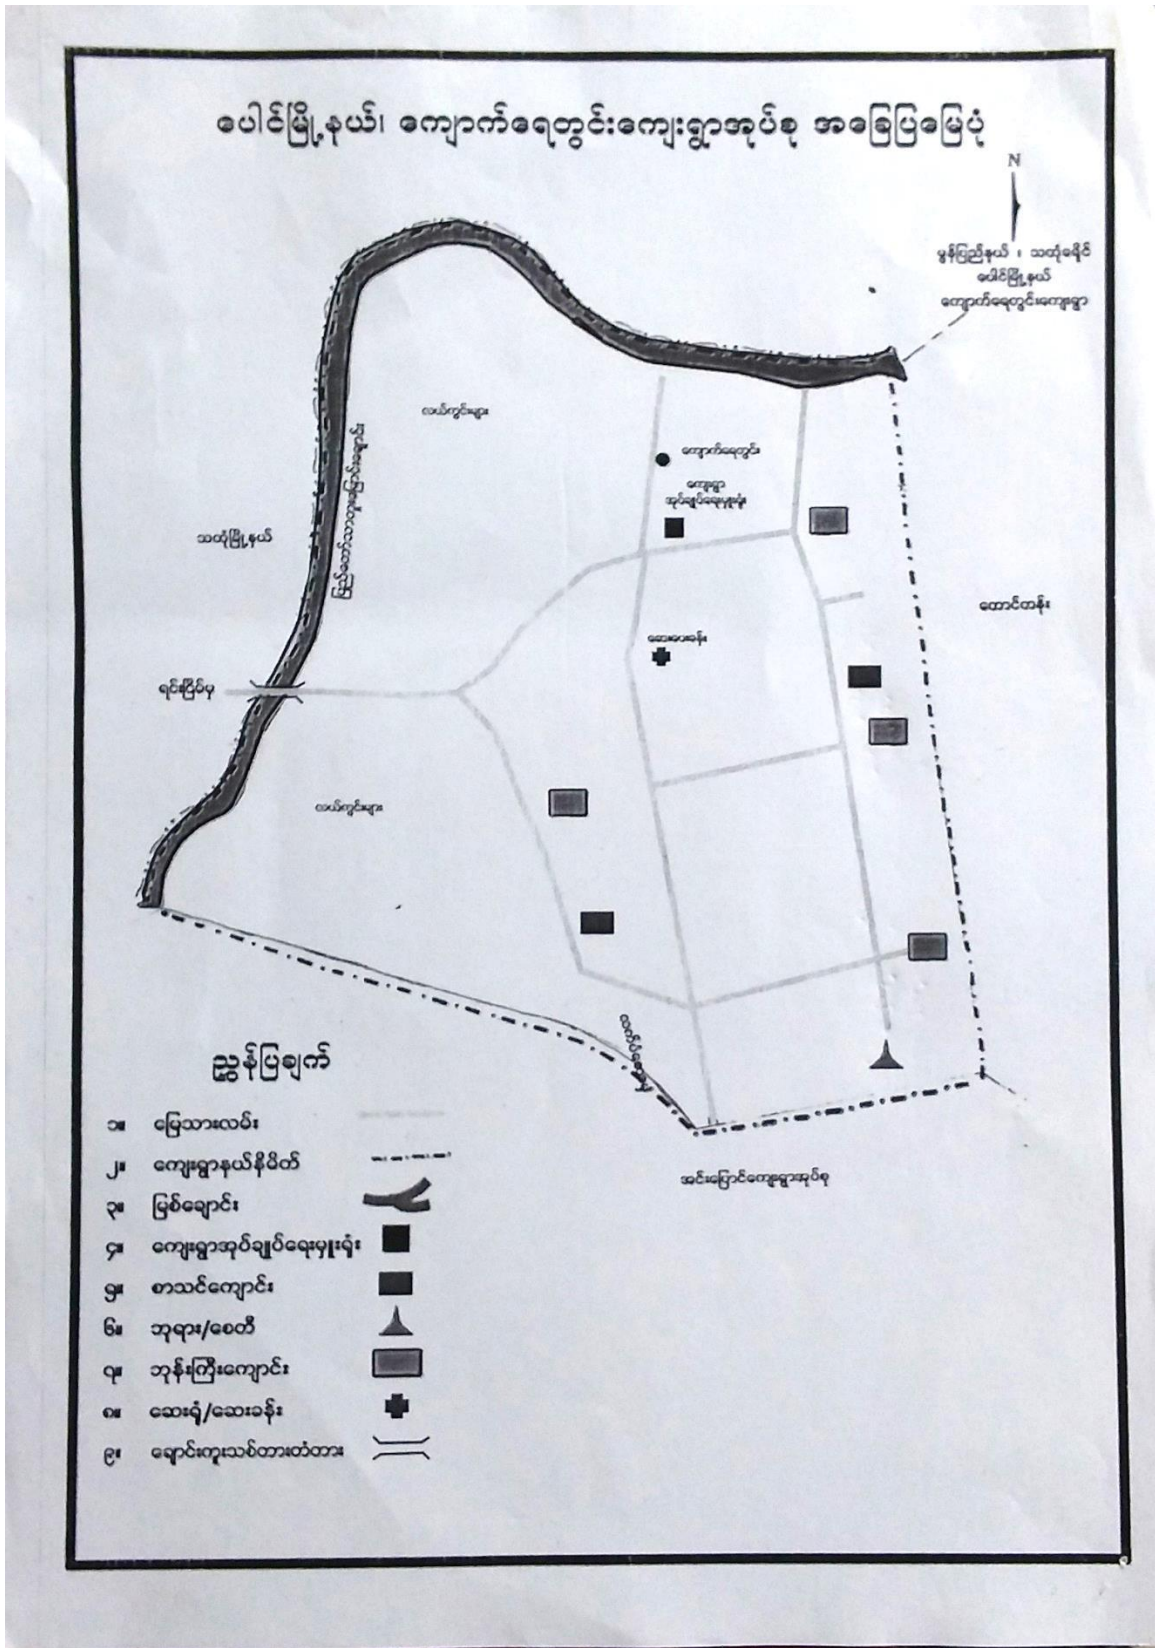 ပေါင်မြို့နယ်၊ ကျောက်ရေတွင်းကျေးရွာအုပ်စု အခြေပြမြေပုံ
N
မွန်ပြည်နယ် ၊ သထုံခရိုင်
ပေါင်မြို့နယ်
ကျောက်ရေတွင်းကျေးရွာ
လယ်ကွင်းများ
ကျောက်ရေတွင်း
ကျေးရွာ
အုပ်ချုပ်ရေးမှူးရုံး
သထုံမြို့နယ်
တောင်တန်း
ဆေးပေးခန်း
ရင်းငြိမ်မှ
လယ်ကွင်းများ
အင်းပြောင်ကျေးရွာအုပ်စု
ညွှန်ပြချက်
၁။ မြေသားလမ်း
၂။ ကျေးရွာနယ်နိမိတ်
၃။ မြစ်ချောင်း
၄။ ကျေးရွာအုပ်ချုပ်ရေးမှူးရုံး
၅။ စာသင်ကျောင်း
၆။ ဘုရား/စေတီ
၇။ ဘုန်းကြီးကျောင်း
၈။ ဆေးရုံ/ဆေးခန်း
၉။ ချောင်းကူးသစ်တားတံတား